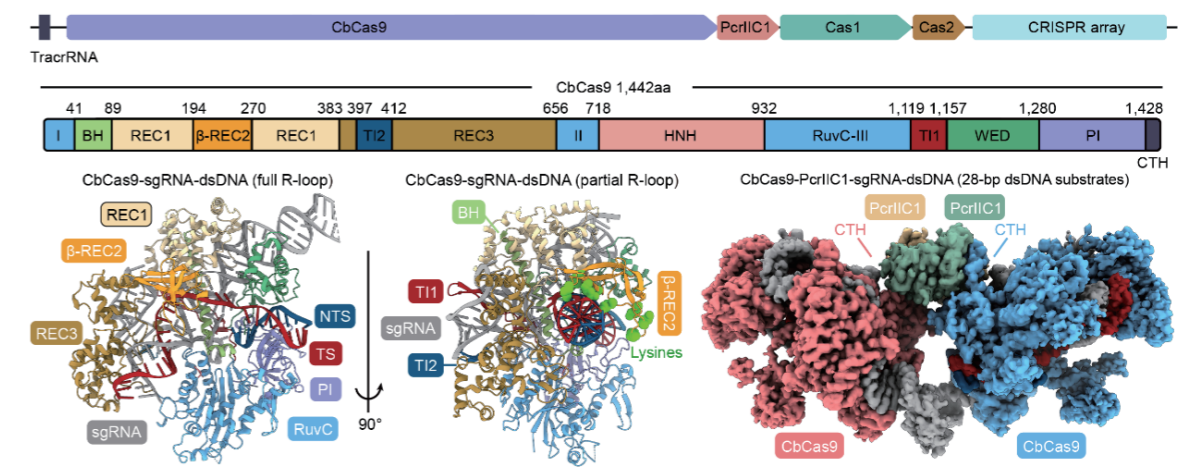 CbCas9 PcrIIC1 Cas1 Cas2 CRISPR array
TracrRNA
CbCas9 1,442aa
41 89 194 270 383 397 412 656 718 932 1,119 1,157 1,280 1,428
I BH REC1 β-REC2 REC1 TI2 REC3 II HNH RuvC-III TI1 WED PI
CTH
CbCas9-sgRNA-dsDNA (full R-loop)
REC1
β-REC2
REC3
sgRNA
NTS
TS
PI
RuvC
90°
CbCas9-sgRNA-dsDNA (partial R-loop)
BH
TI1
sgRNA
TI2
β-REC2
Lysines
CbCas9-PcrIIC1-sgRNA-dsDNA (28-bp dsDNA substrates)
PcrIIC1 PcrIIC1
CTH CTH
CbCas9 CbCas9